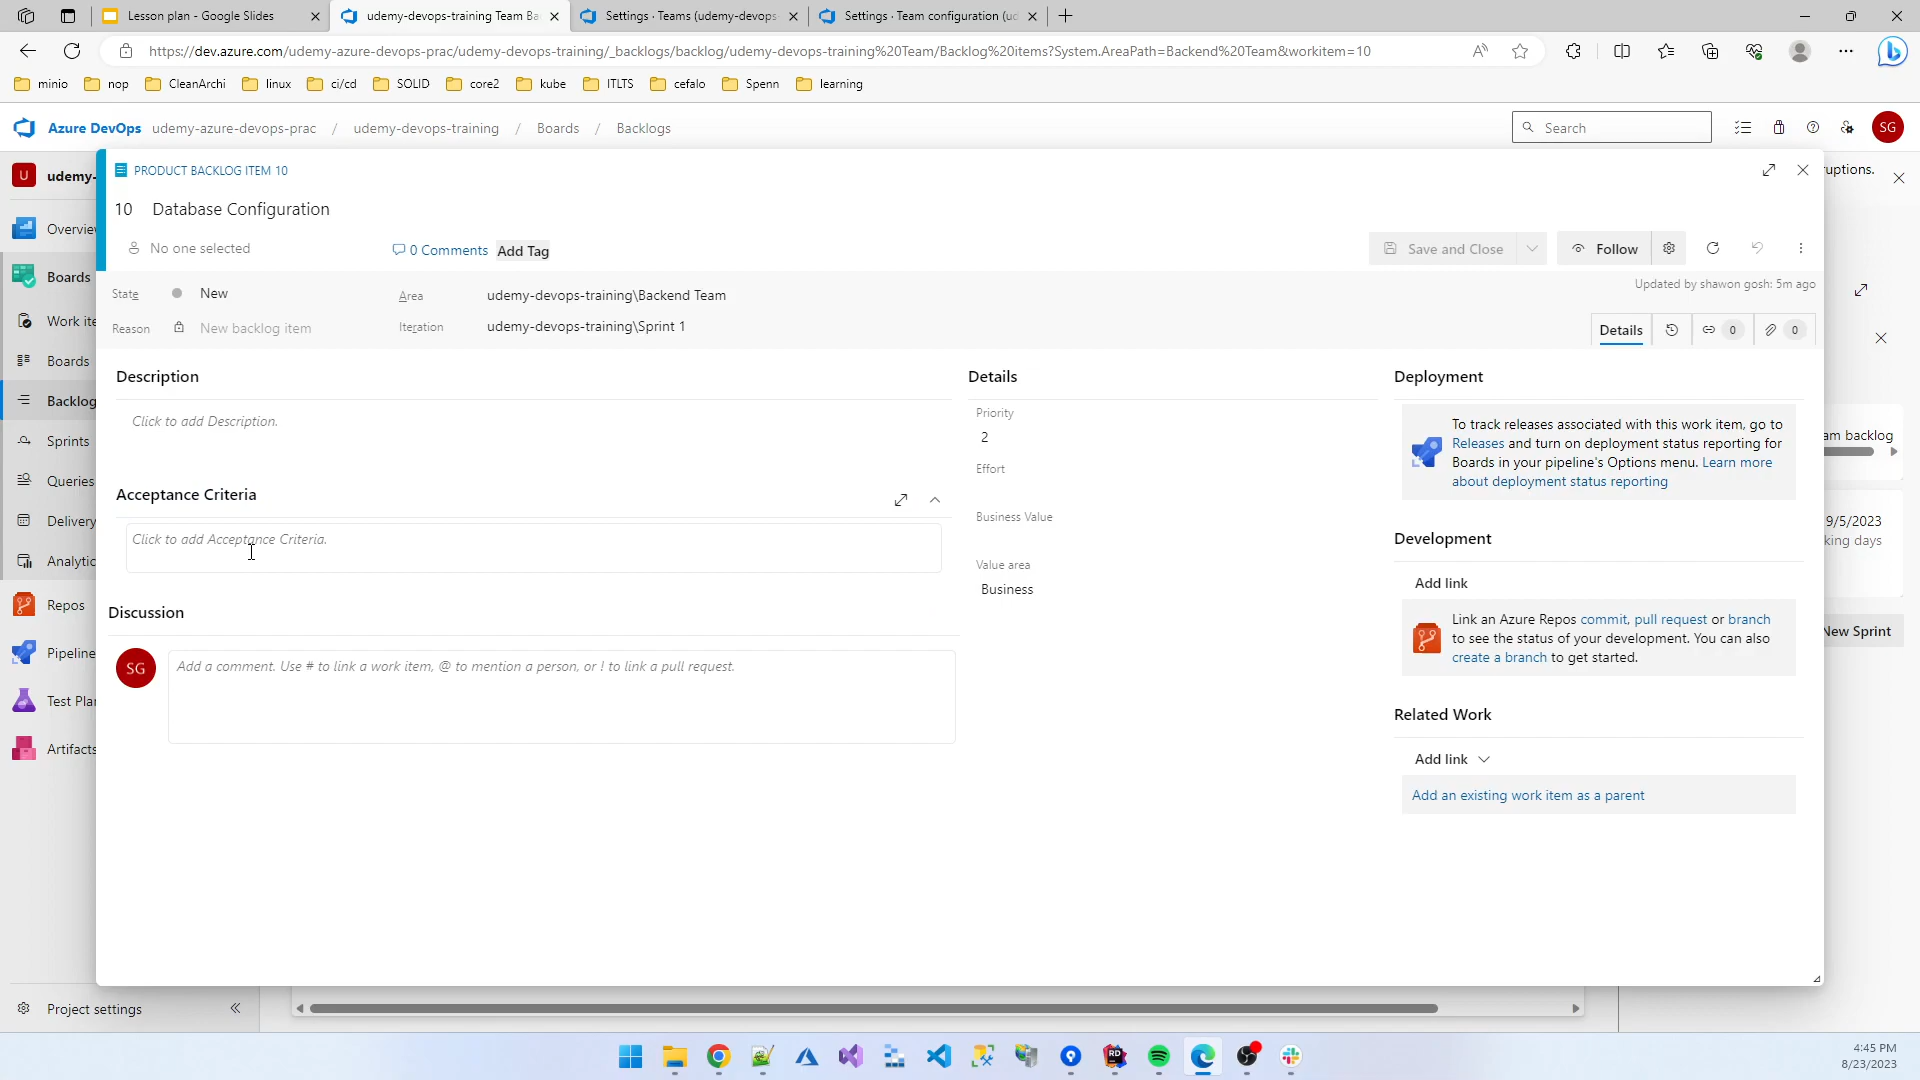 Lesson plan - Google Slides
udemy-devops-training Team Ba
Settings · Teams (udemy-devops-
Settings · Team configuration (ud
https://dev.azure.com/udemy-azure-devops-prac/udemy-devops-training/_backlogs/backlog/udemy-devops-training%20Team/Backlog%20items?System.AreaPath=Backend%20Team&workitem=10
minio
nop
CleanArchi
linux
ci/cd
SOLID
core2
kube
ITLTS
cefalo
Spenn
learning
Azure DevOps udemy-azure-devops-prac / udemy-devops-training / Boards / Backlogs
Search
SG
U udemy-
Overvie
Boards
Work ite
Boards
Backlog
Sprints
Queries
Delivery
Analytic
Repos
Pipeline
Test Plan
Artifacts
Project settings
PRODUCT BACKLOG ITEM 10
10 Database Configuration
No one selected
0 Comments
Add Tag
Save and Close
Follow
State New
Area udemy-devops-training\Backend Team
Updated by shawon gosh: 5m ago
Reason New backlog item
Iteration udemy-devops-training\Sprint 1
Details
0
0
Description
Click to add Description.
Acceptance Criteria
Click to add Acceptance Criteria.
Discussion
SG
Add a comment. Use # to link a work item, @ to mention a person, or ! to link a pull request.
Details
Priority
2
Effort
Business Value
Value area
Business
Deployment
To track releases associated with this work item, go to
Releases and turn on deployment status reporting for
Boards in your pipeline's Options menu. Learn more
about deployment status reporting
Development
Add link
Link an Azure Repos commit, pull request or branch
to see the status of your development. You can also
create a branch to get started.
Related Work
Add link
Add an existing work item as a parent
ruptions.
am backlog
9/5/2023
king days
New Sprint
RD
4:45 PM
8/23/2023